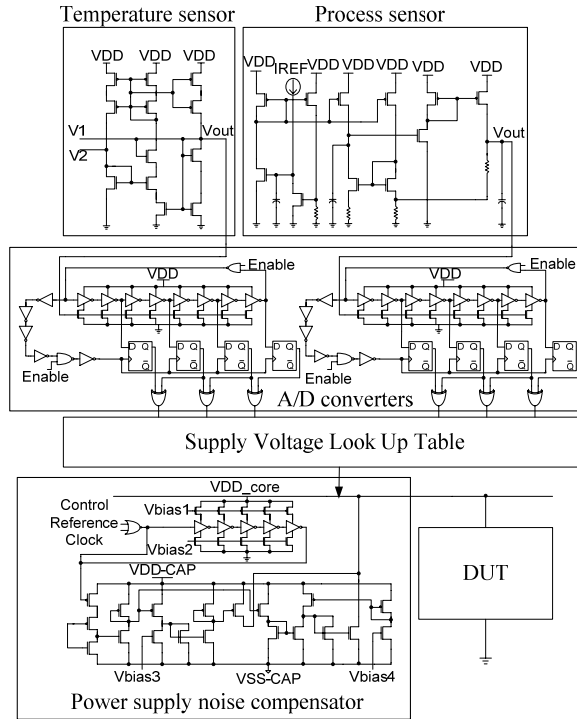 Temperature sensor
Process sensor
VDD VDD VDD
VDD IREF VDD VDD VDD VDD VDD
V1
V2
Vout
Vout
Enable
Enable
VDD
VDD
D Q D Q D Q D Q
D Q D Q D Q D Q
Enable
Enable
A/D converters
Supply Voltage Look Up Table
VDD_core
Control
Reference
Clock
Vbias1
Vbias2
VDD-CAP
DUT
Vbias3
VSS-CAP
Vbias4
Power supply noise compensator